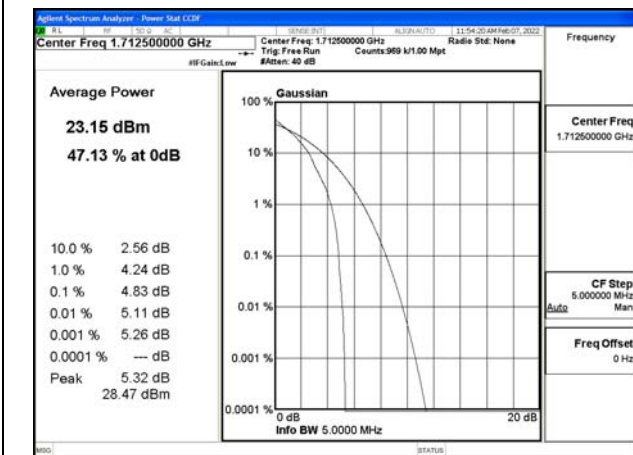 Agilent Spectrum Analyzer - Power Stat CCDF
RL RF 50 Ω AC SENSE:INT ALIGN AUTO 11:54:20 AM Feb 07, 2022
Center Freq 1.712500000 GHz
Center Freq: 1.712500000 GHz
Radio Std: None
Trig: Free Run Counts:969 k/1.00 Mpt
#IFGain:Low
#Atten: 40 dB
Average Power
23.15 dBm
47.13 % at 0dB
10.0 % 2.56 dB
1.0 % 4.24 dB
0.1 % 4.83 dB
0.01 % 5.11 dB
0.001 % 5.26 dB
0.0001 % --- dB
Peak 5.32 dB
28.47 dBm
Gaussian
100 %
10 %
1 %
0.1 %
0.01 %
0.001 %
0.0001 %
0 dB 20 dB
Info BW 5.0000 MHz
Frequency
Center Freq
1.712500000 GHz
CF Step
5.000000 MHz
Auto Man
Freq Offset
0 Hz
MSG STATUS